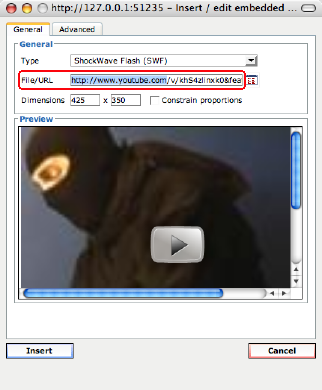 http://127.0.0.1:51235 - Insert / edit embedded ...
General Advanced
General
Type ShockWave Flash (SWF)
File/URL http://www.youtube.com/v/khS4zlinxk0&fea
Dimensions 425 x 350 Constrain proportions
Preview
Insert Cancel